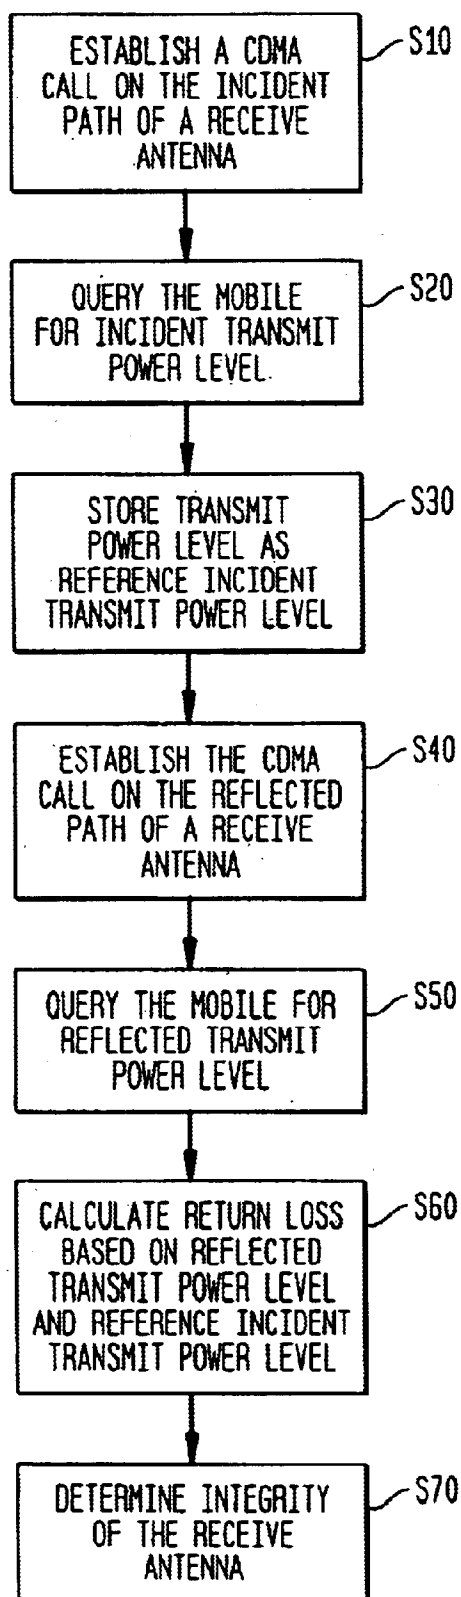 ESTABLISH A CDMA
CALL ON THE INCIDENT
PATH OF A RECEIVE
ANTENNA
S10
QUERY THE MOBILE
FOR INCIDENT TRANSMIT
POWER LEVEL
S20
STORE TRANSMIT
POWER LEVEL AS
REFERENCE INCIDENT
TRANSMIT POWER LEVEL
S30
ESTABLISH THE CDMA
CALL ON THE REFLECTED
PATH OF A RECEIVE
ANTENNA
S40
QUERY THE MOBILE FOR
REFLECTED TRANSMIT
POWER LEVEL
S50
CALCULATE RETURN LOSS
BASED ON REFLECTED
TRANSMIT POWER LEVEL
AND REFERENCE INCIDENT
TRANSMIT POWER LEVEL
S60
DETERMINE INTEGRITY
OF THE RECEIVE
ANTENNA
S70